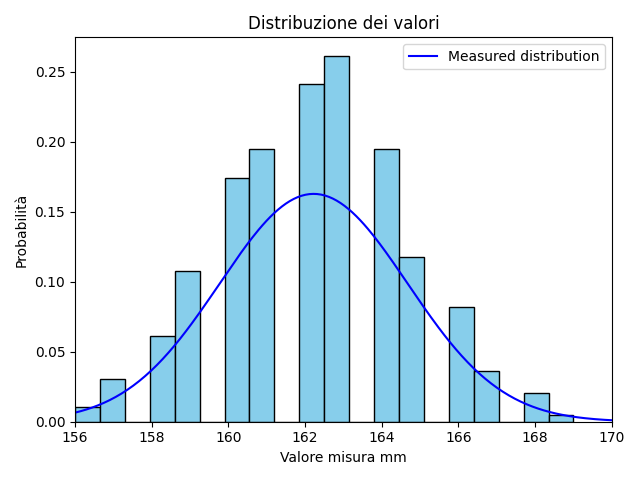 Distribuzione dei valori
Measured distribution
0.25
0.20
0.15
0.10
0.05
0.00
Probabilità
156 158 160 162 164 166 168 170
Valore misura mm